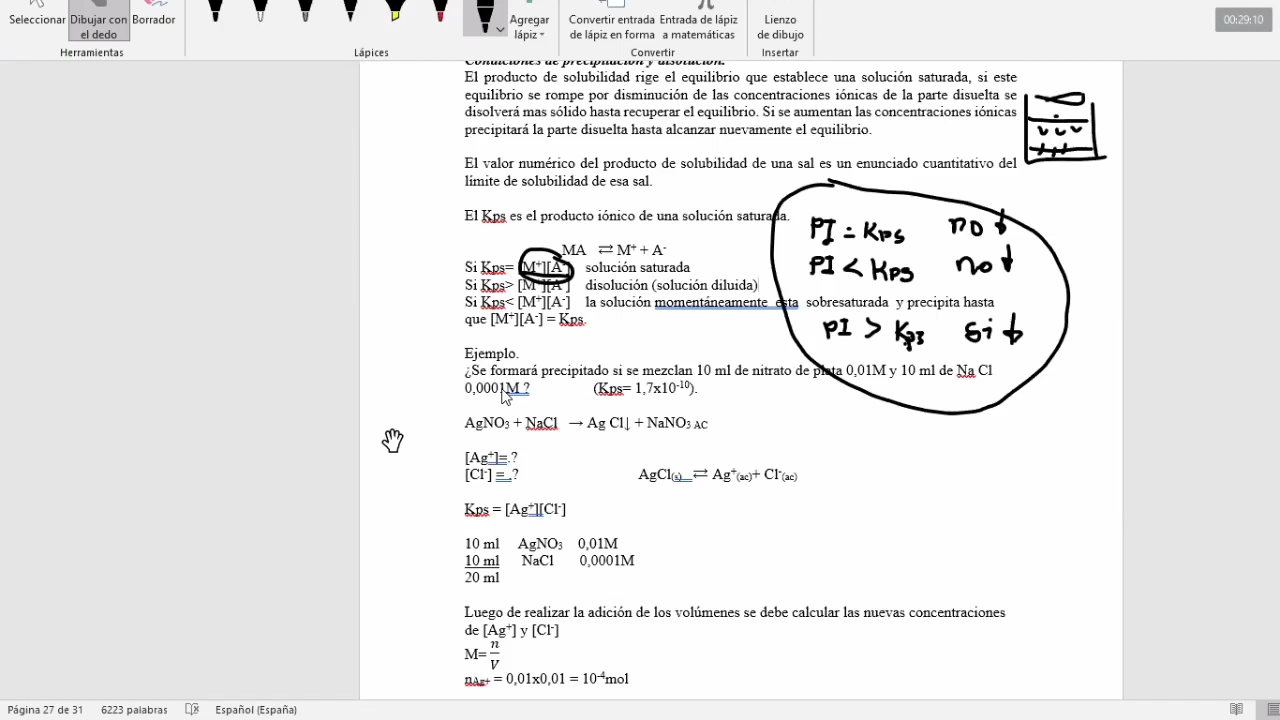 Seleccionar
Dibujar con el dedo
Borrador
Agregar lápiz
Convertir entrada de lápiz en forma
Entrada de lápiz a matemáticas
Lienzo de dibujo
00:29:10
Herramientas
Lápices
Convertir
Insertar
Condiciones de precipitación y disolución.
El producto de solubilidad rige el equilibrio que establece una solución saturada, si este
equilibrio se rompe por disminución de las concentraciones iónicas de la parte disuelta se
disolverá mas sólido hasta recuperar el equilibrio. Si se aumentan las concentraciones iónicas
precipitará la parte disuelta hasta alcanzar nuevamente el equilibrio.
El valor numérico del producto de solubilidad de una sal es un enunciado cuantitativo del
límite de solubilidad de esa sal.
El Kps es el producto iónico de una solución saturada.
PI = Kps no ↓
MA ⇄ M⁺ + A⁻
Si Kps= [M⁺][A⁻] solución saturada
PI < Kps no ↓
Si Kps> [M⁺][A⁻] disolución (solución diluida)
Si Kps< [M⁺][A⁻] la solución momentáneamente esta sobresaturada y precipita hasta
que [M⁺][A⁻] = Kps
PI > Kps si ↓
Ejemplo.
¿Se formará precipitado si se mezclan 10 ml de nitrato de plata 0,01M y 10 ml de Na Cl
0,0001M ? (Kps= 1,7x10⁻¹⁰).
AgNO₃ + NaCl → Ag Cl↓ + NaNO₃ AC
[Ag⁺]=.?
[Cl⁻] = .? AgCl(s) ⇄ Ag⁺(ac)+ Cl⁻(ac)
Kps = [Ag⁺][Cl⁻]
10 ml AgNO₃ 0,01M
10 ml NaCl 0,0001M
20 ml
Luego de realizar la adición de los volúmenes se debe calcular las nuevas concentraciones
de [Ag⁺] y [Cl⁻]
M= n/V
nAg⁺ = 0,01x0,01 = 10⁻⁴mol
Página 27 de 31
6223 palabras
Español (España)